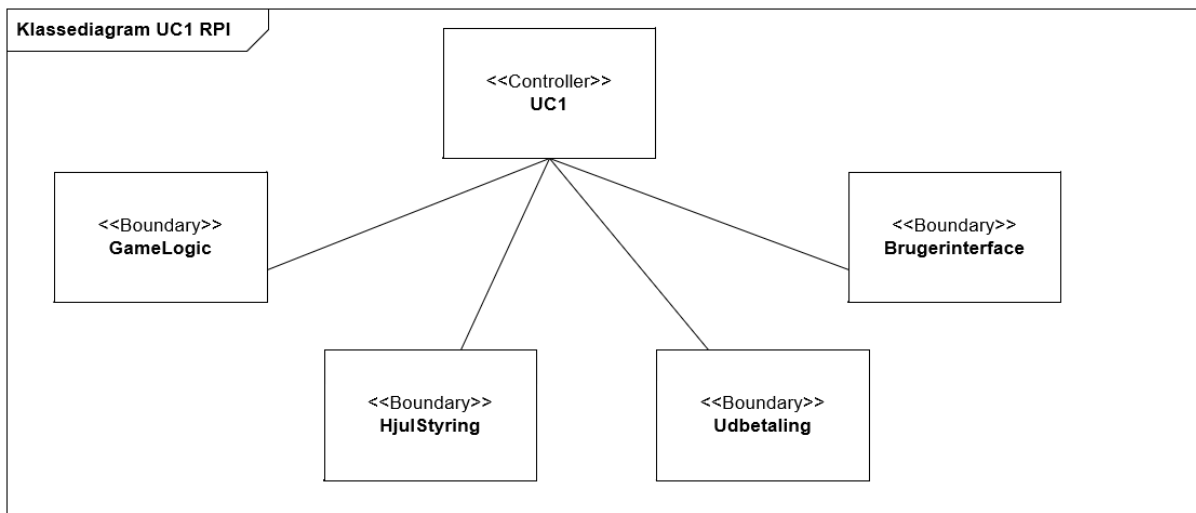 Klassediagram UC1 RPI
<<Controller>>
UC1
<<Boundary>>
GameLogic
<<Boundary>>
Brugerinterface
<<Boundary>>
HjulStyring
<<Boundary>>
Udbetaling